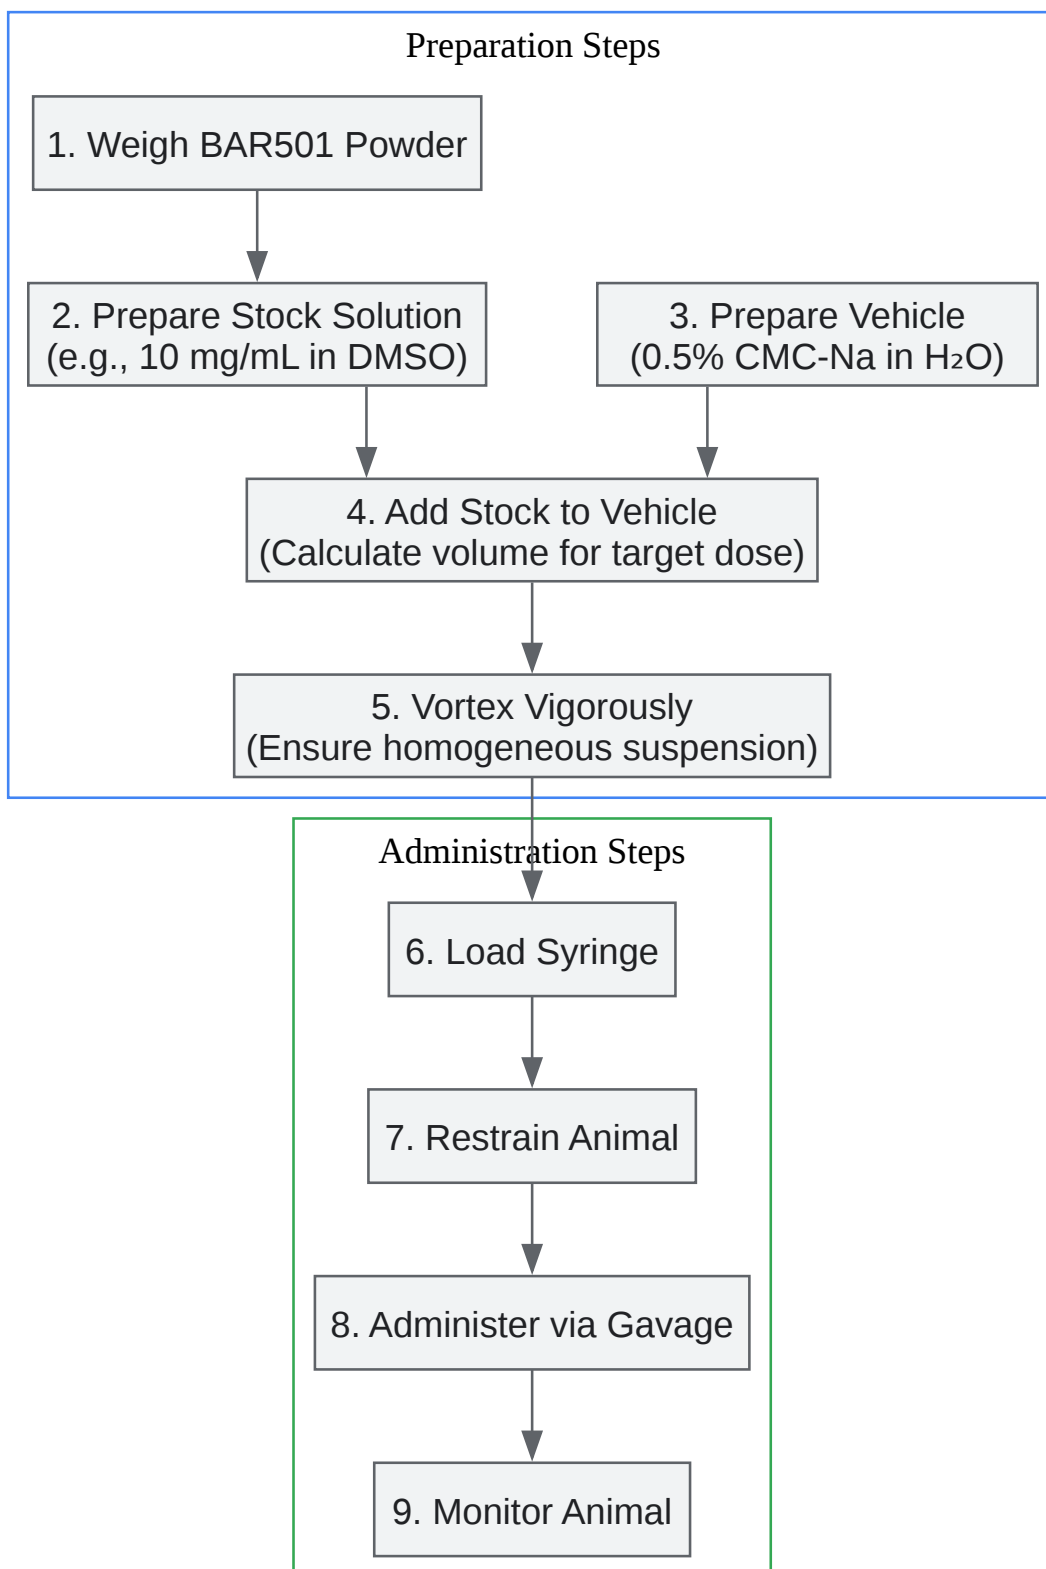 Preparation Steps
1. Weigh BAR501 Powder
2. Prepare Stock Solution
(e.g., 10 mg/mL in DMSO)
3. Prepare Vehicle
(0.5% CMC-Na in H₂O)
4. Add Stock to Vehicle
(Calculate volume for target dose)
5. Vortex Vigorously
(Ensure homogeneous suspension)
Administration Steps
6. Load Syringe
7. Restrain Animal
8. Administer via Gavage
9. Monitor Animal